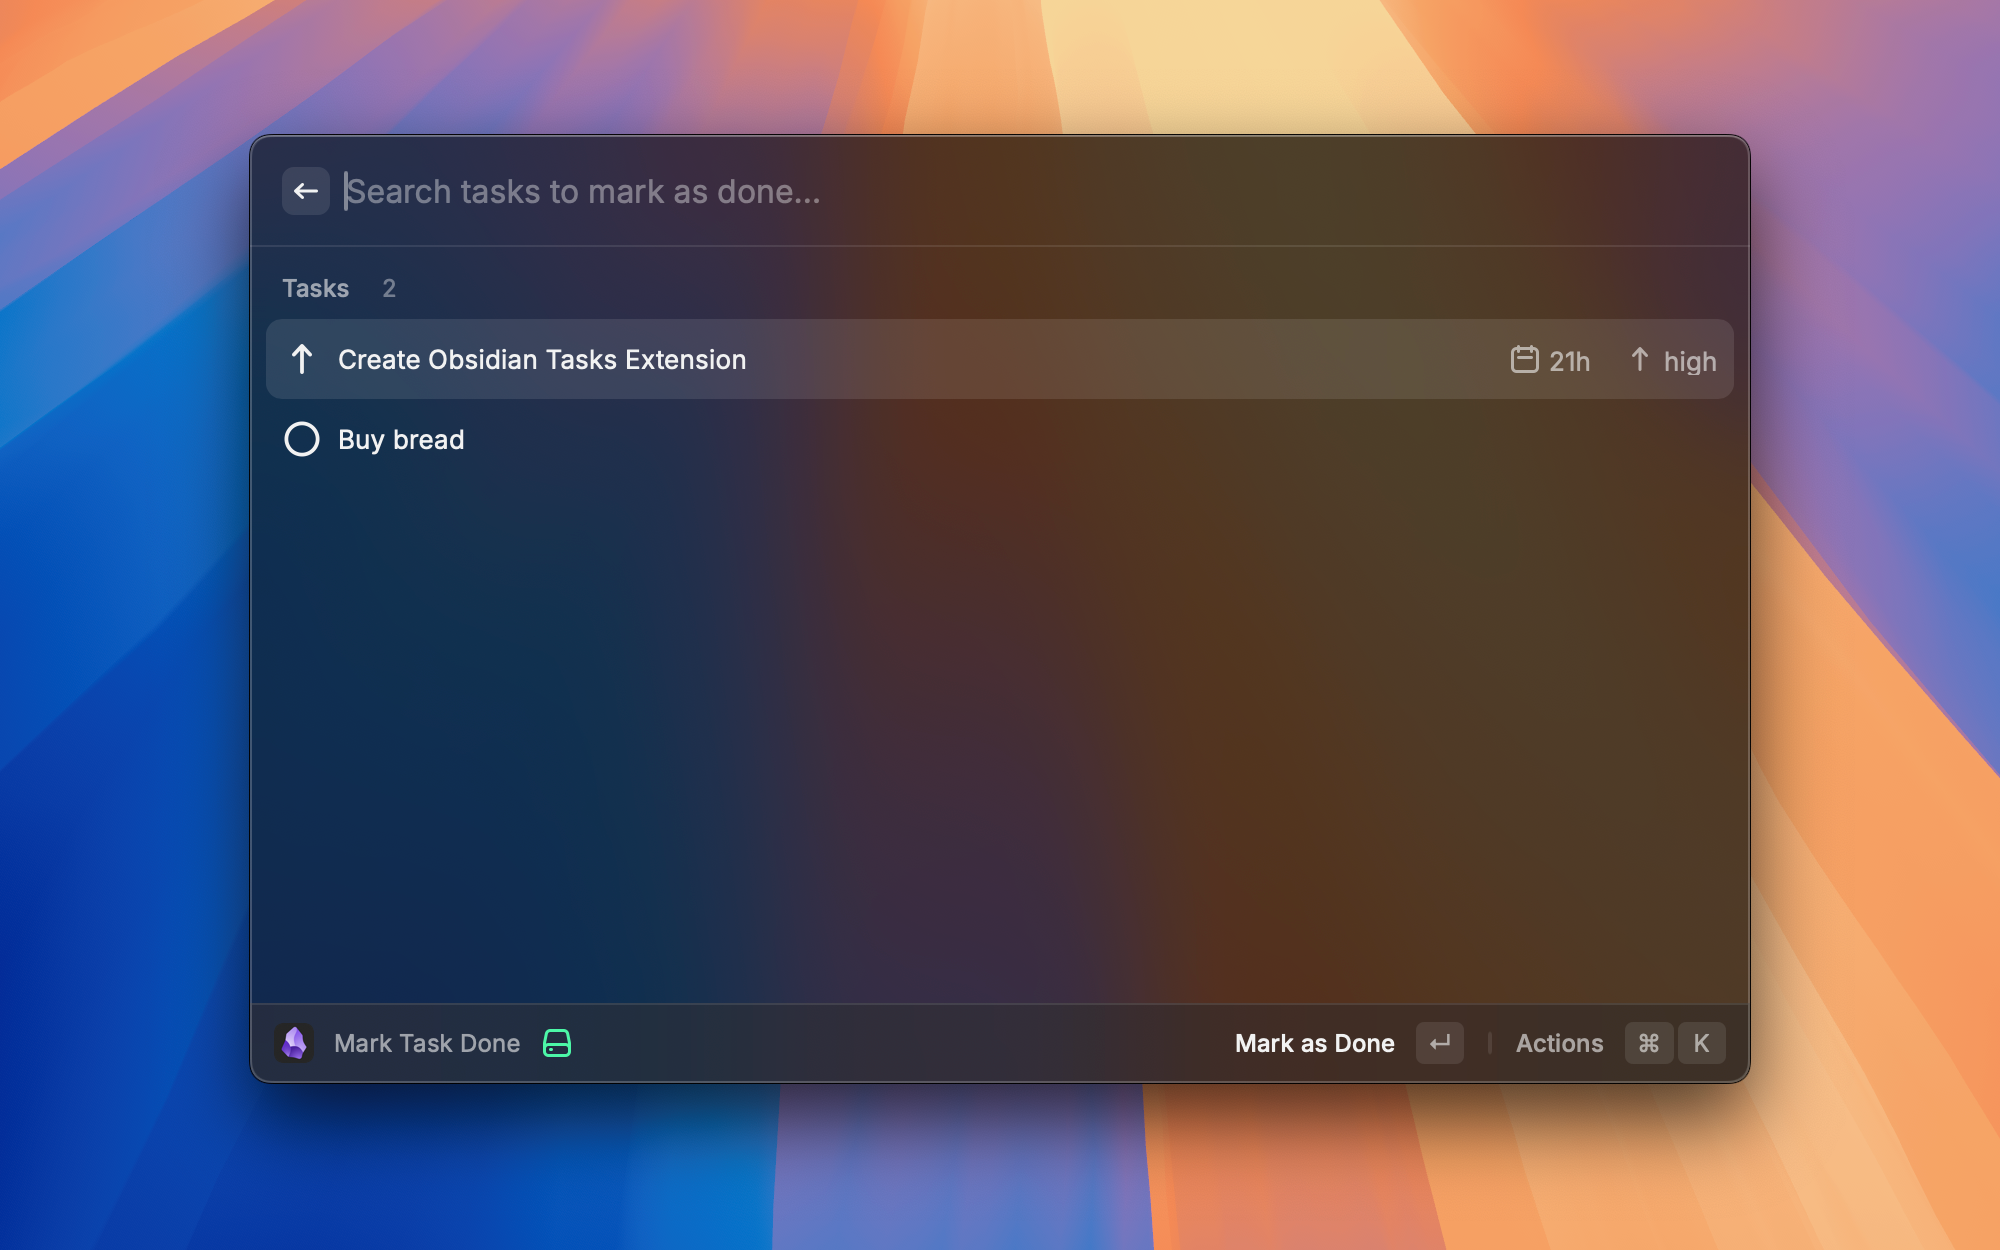 Search tasks to mark as done...
Tasks 2
Create Obsidian Tasks Extension 21h high
Buy bread
Mark Task Done Mark as Done Actions ⌘ K